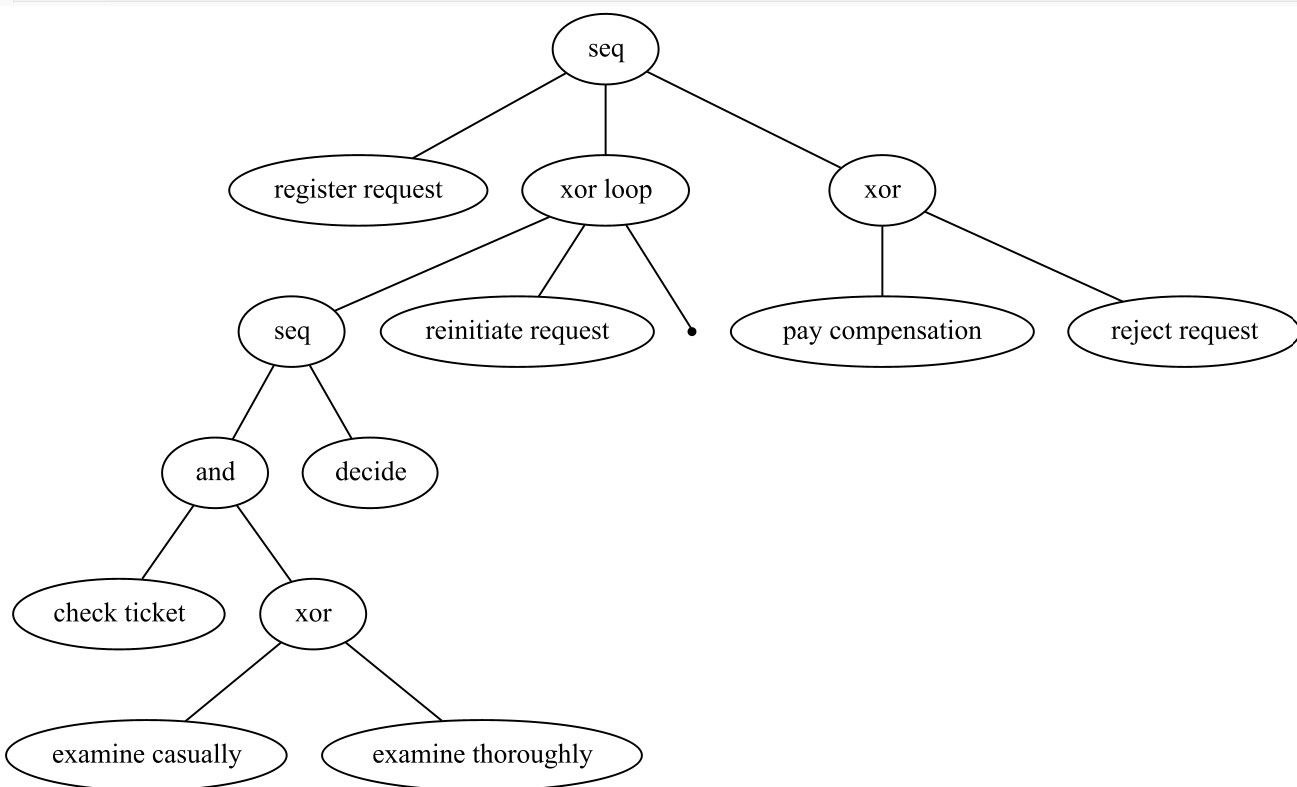 seq
register request
xor loop
xor
seq
reinitiate request
pay compensation
reject request
and
decide
check ticket
xor
examine casually
examine thoroughly